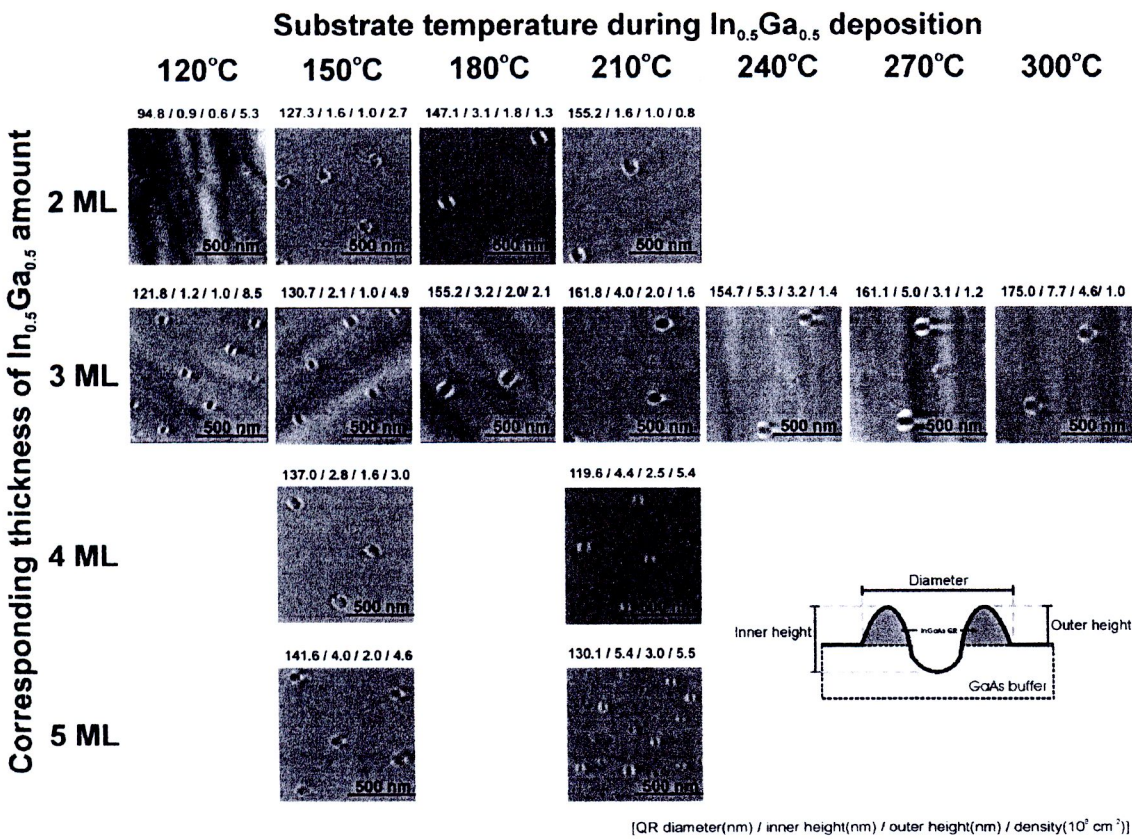 Substrate temperature during In0.5Ga0.5 deposition
120°C 150°C 180°C 210°C 240°C 270°C 300°C
Corresponding thickness of In0.5Ga0.5 amount
94.8 / 0.9 / 0.6 / 5.3 127.3 / 1.6 / 1.0 / 2.7 147.1 / 3.1 / 1.8 / 1.3 155.2 / 1.6 / 1.0 / 0.8
2 ML
500 nm 500 nm 500 nm 500 nm
121.8 / 1.2 / 1.0 / 8.5 130.7 / 2.1 / 1.0 / 4.9 155.2 / 3.2 / 2.0/ 2.1 161.8 / 4.0 / 2.0 / 1.6 154.7 / 5.3 / 3.2 / 1.4 161.1 / 5.0 / 3.1 / 1.2 175.0 / 7.7 / 4.6/ 1.0
3 ML
500 nm 500 nm 500 nm 500 nm 500 nm 500 nm 500 nm
137.0 / 2.8 / 1.6 / 3.0 119.6 / 4.4 / 2.5 / 5.4
4 ML
500 nm 500 nm
141.6 / 4.0 / 2.0 / 4.6 130.1 / 5.4 / 3.0 / 5.5
5 ML
500 nm 500 nm
Diameter
Inner height InGaAs QR Outer height
GaAs buffer
[QR diameter(nm) / inner height(nm) / outer height(nm) / density(10⁸ cm⁻²)]